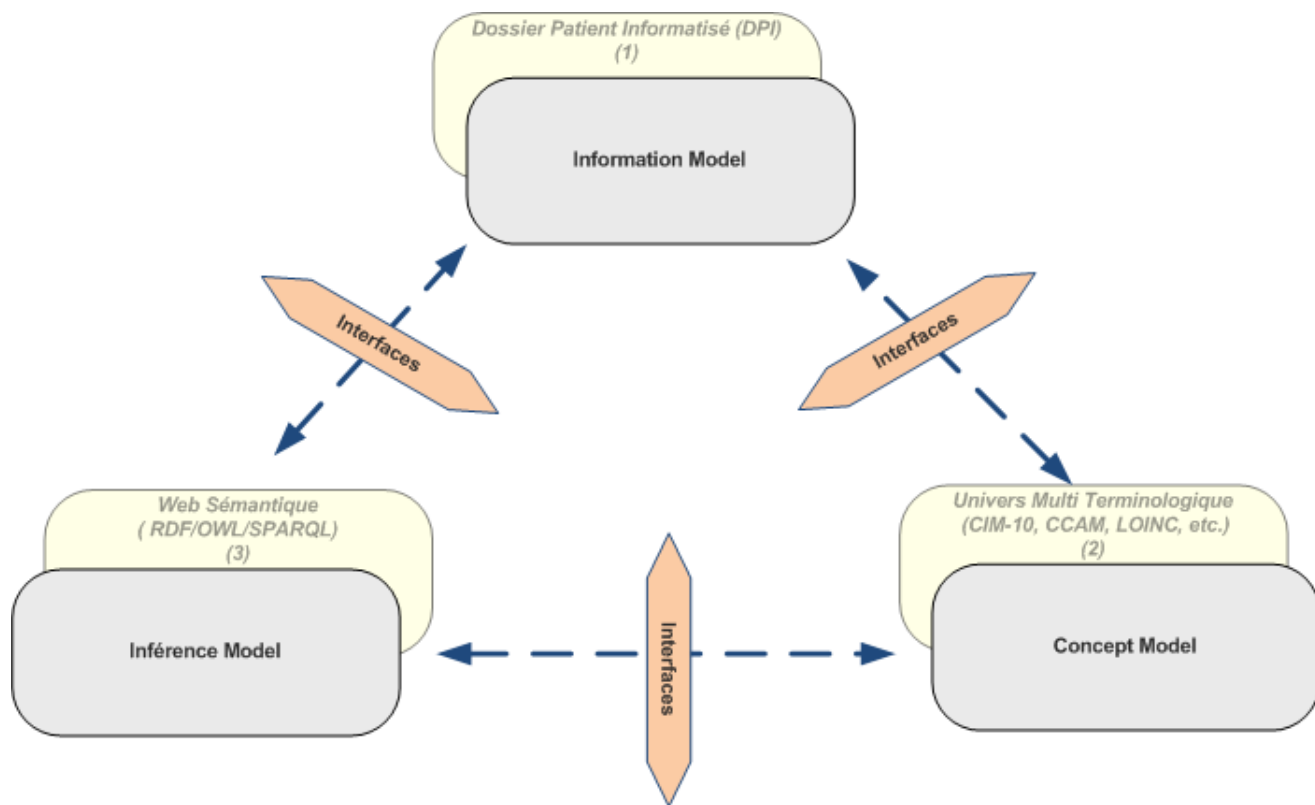 Dossier Patient Informatisé (DPI)
(1)
Information Model
Interfaces
Interfaces
Web Sémantique
( RDF/OWL/SPARQL)
(3)
Inférence Model
Interfaces
Univers Multi Terminologique
(CIM-10, CCAM, LOINC, etc.)
(2)
Concept Model